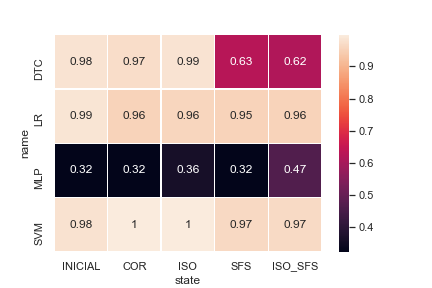 DTC 0.98 0.97 0.99 0.63 0.62
LR 0.99 0.96 0.96 0.95 0.96
MLP 0.32 0.32 0.36 0.32 0.47
SVM 0.98 1 1 0.97 0.97
name
INICIAL COR ISO SFS ISO_SFS
state
0.9
0.8
0.7
0.6
0.5
0.4